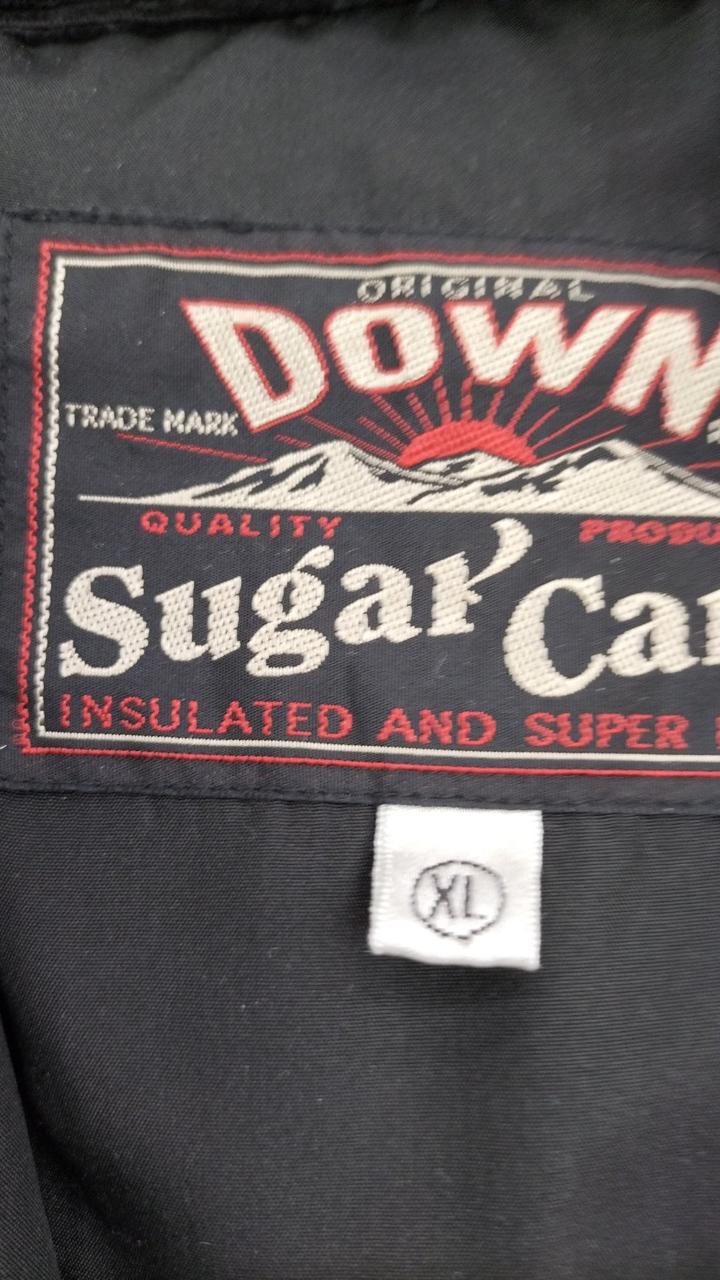 ORIGINAL
DOWN
TRADE MARK
QUALITY
Sugar
INSULATED AND SUPER
XL